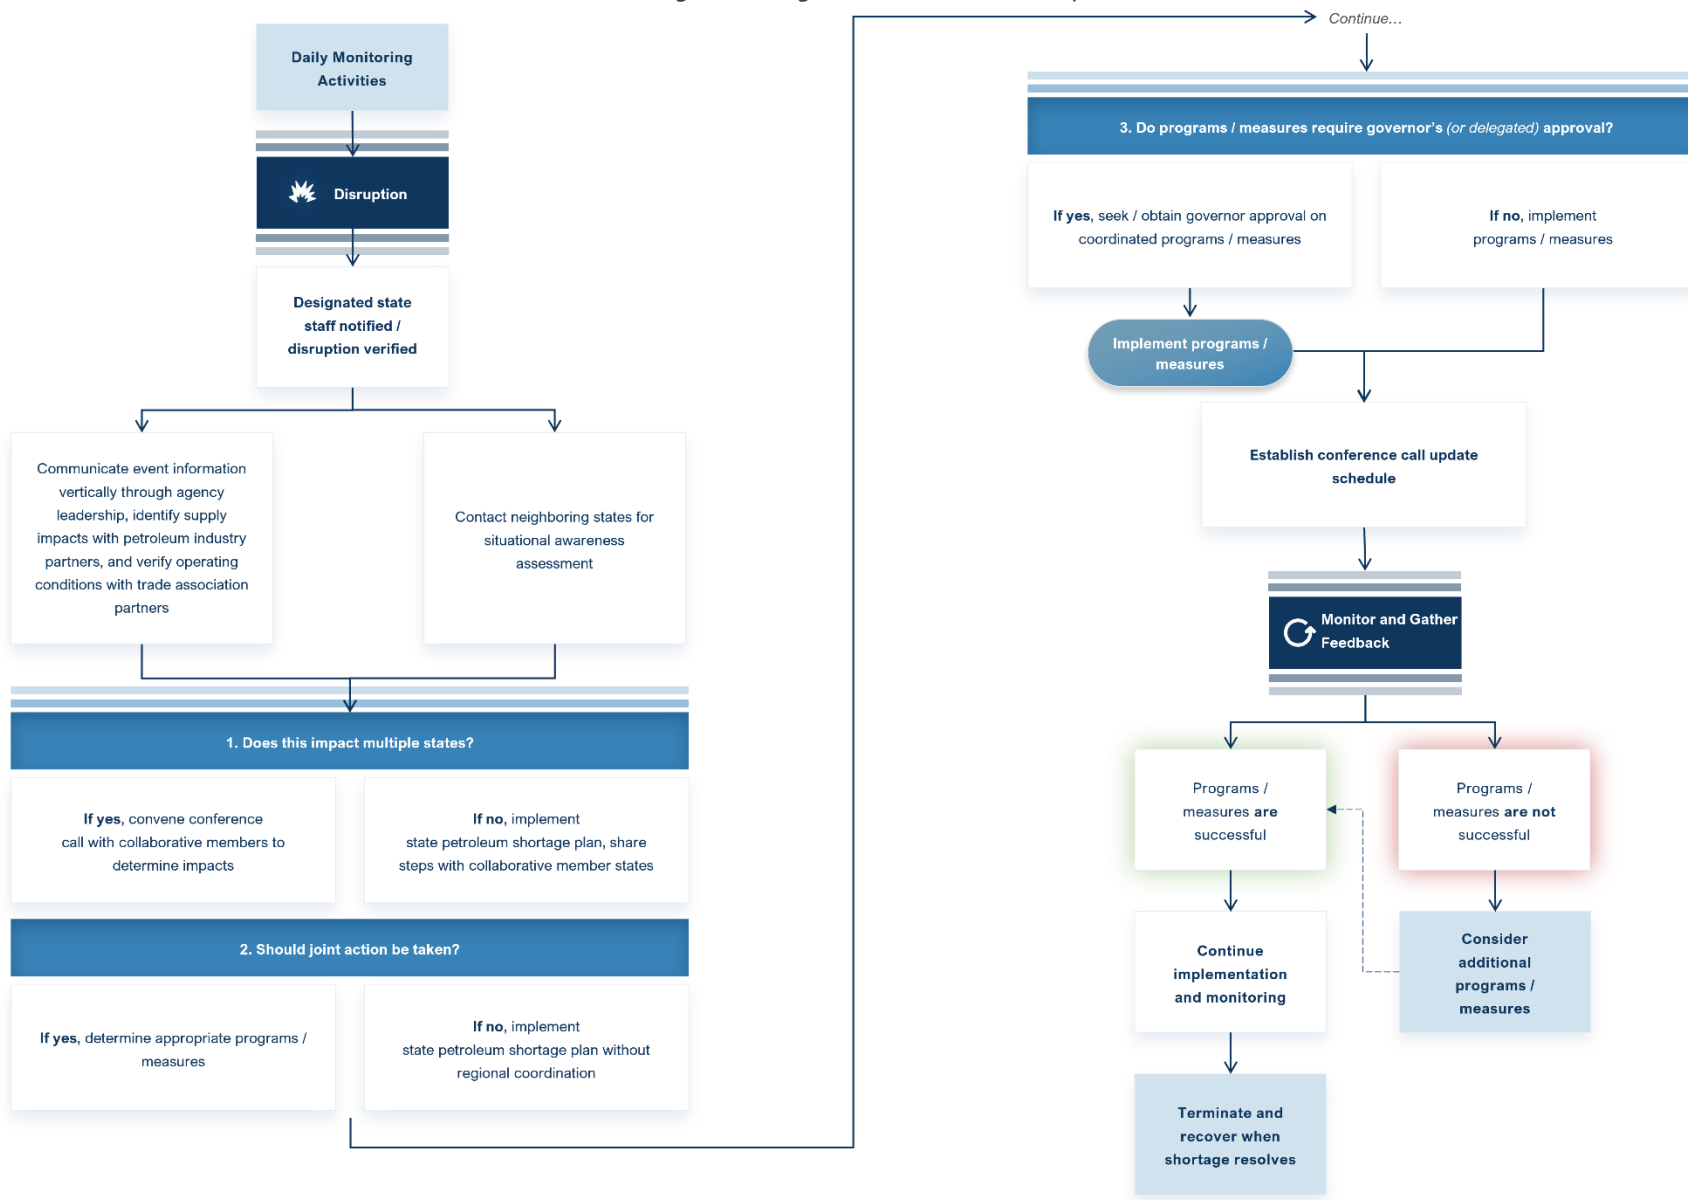 Daily Monitoring
Activities
Disruption
Designated state
staff notified /
disruption verified
Communicate event information
vertically through agency
leadership, identify supply
impacts with petroleum industry
partners, and verify operating
conditions with trade association
partners
Contact neighboring states for
situational awareness
assessment
1. Does this impact multiple states?
If yes, convene conference
call with collaborative members to
determine impacts
If no, implement
state petroleum shortage plan, share
steps with collaborative member states
2. Should joint action be taken?
If yes, determine appropriate programs /
measures
If no, implement
state petroleum shortage plan without
regional coordination
Continue...
3. Do programs / measures require governor’s (or delegated) approval?
If yes, seek / obtain governor approval on
coordinated programs / measures
If no, implement
programs / measures
Implement programs /
measures
Establish conference call update
schedule
Monitor and Gather
Feedback
Programs /
measures are
successful
Programs /
measures are not
successful
Continue
implementation
and monitoring
Consider
additional
programs /
measures
Terminate and
recover when
shortage resolves